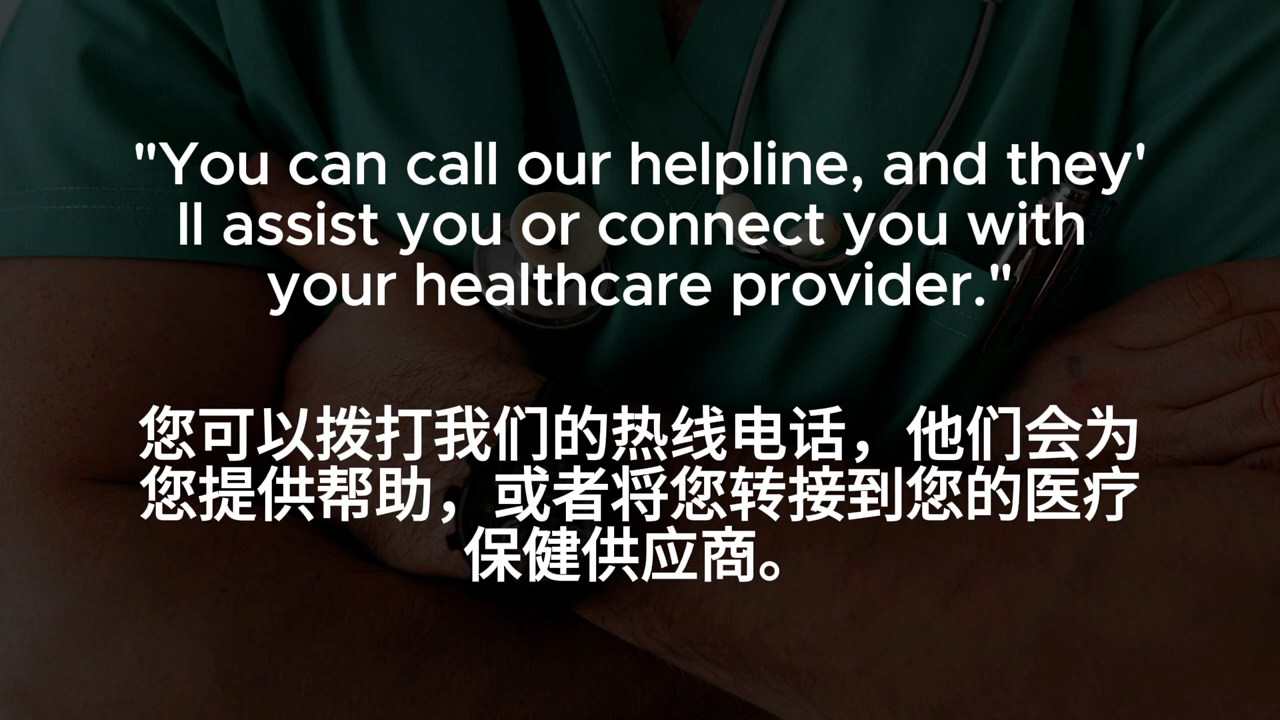 "You can call our helpline, and they'
ll assist you or connect you with
your healthcare provider."
您可以拨打我们的热线电话，他们会为
您提供帮助，或者将您转接到您的医疗
保健供应商。